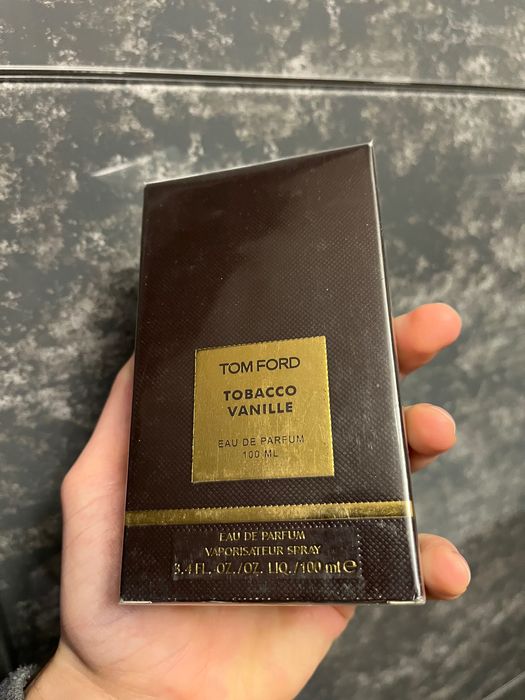 TOM FORD
TOBACCO
VANILLE
EAU DE PARFUM
100 ML
EAU DE PARFUM
VAPORISATEUR SPRAY
3.4 FL. OZ./OZ. LIQ./100 ml ℮